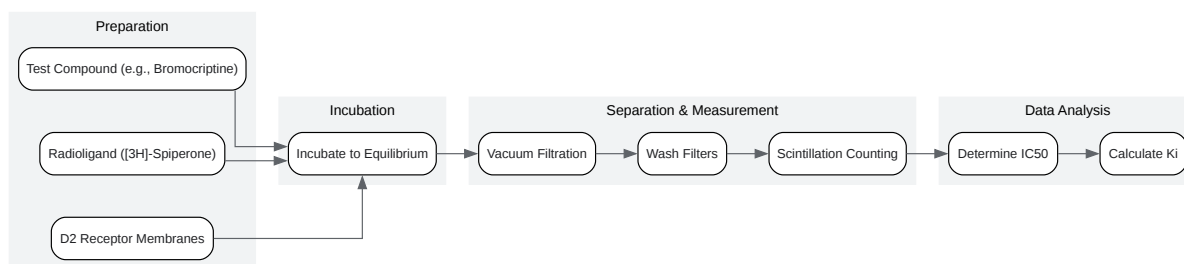 Preparation
Test Compound (e.g., Bromocriptine)
Radioligand ([3H]-Spiperone)
D2 Receptor Membranes
Incubation
Incubate to Equilibrium
Separation & Measurement
Vacuum Filtration
Wash Filters
Scintillation Counting
Data Analysis
Determine IC50
Calculate Ki